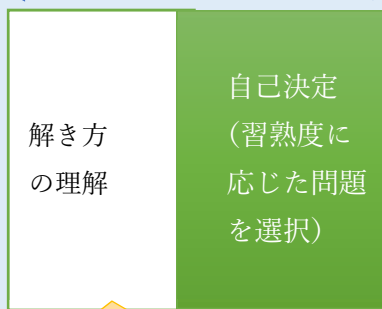 解き方
の理解
自己決定
（習熟度に
応じた問題
を選択）